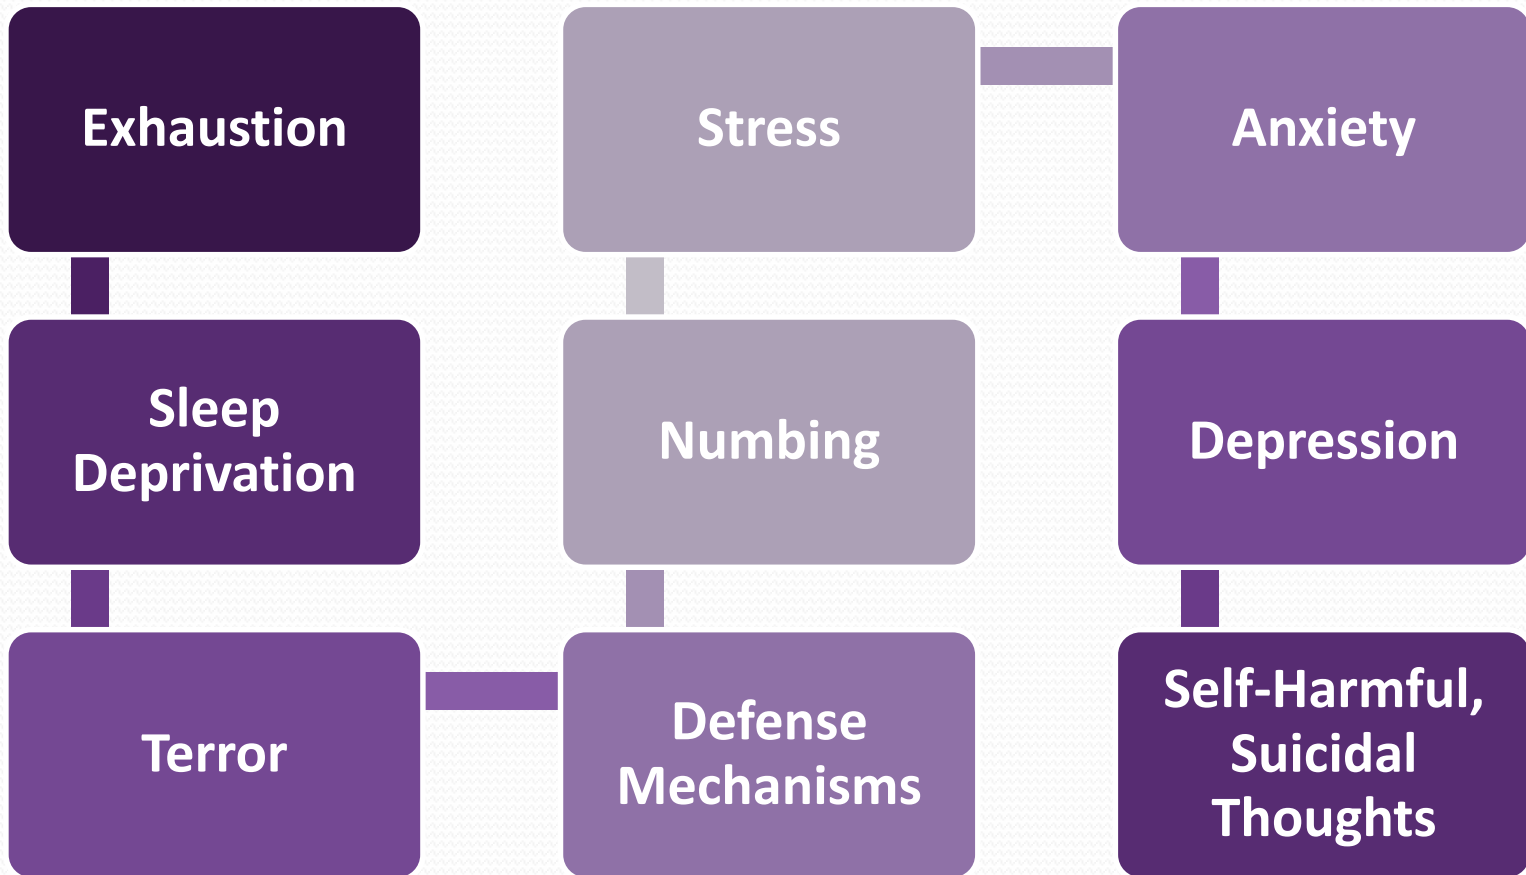 Exhaustion
Sleep
Deprivation
Terror
Defense
Mechanisms
Numbing
Stress
Anxiety
Depression
Self-Harmful,
Suicidal
Thoughts